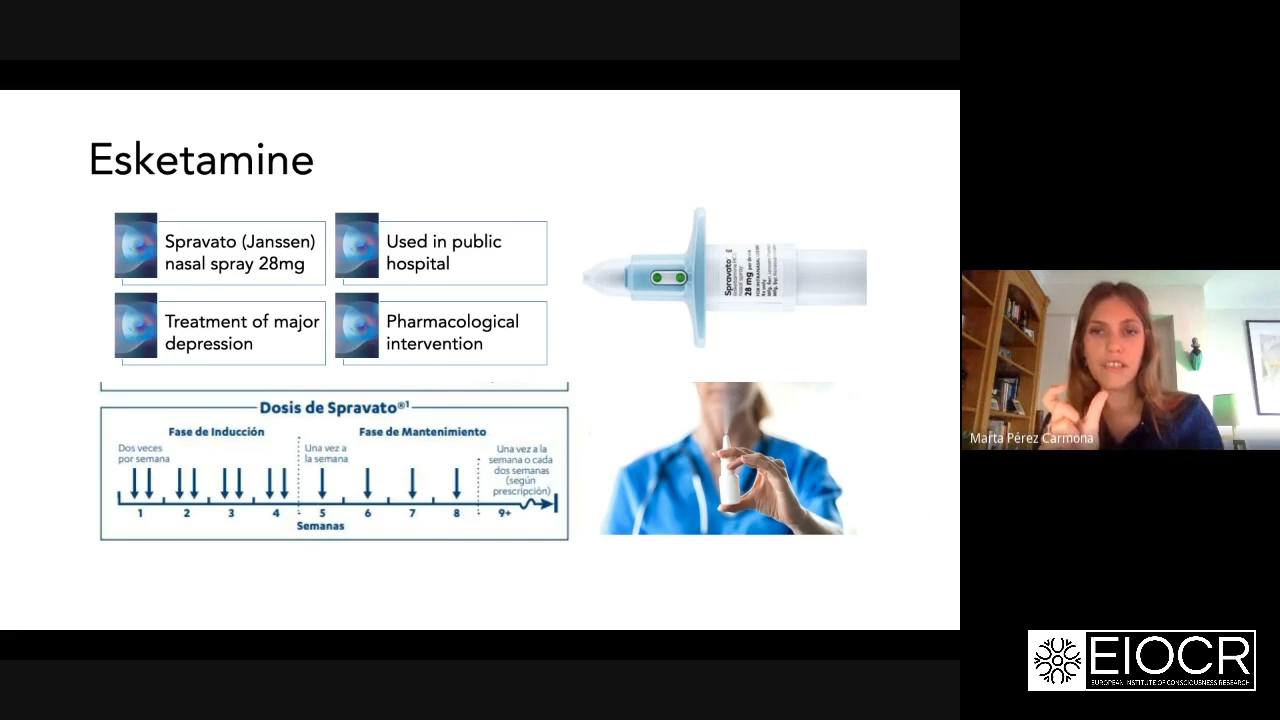 Esketamine
Spravato (Janssen)
nasal spray 28mg
Used in public
hospital
Treatment of major
depression
Pharmacological
intervention
Spravato
28 mg per device
Dosis de Spravato®1
Fase de Inducción
Fase de Mantenimiento
Dos veces
por semana
Una vez a
la semana
Una vez a la
semana o cada
dos semanas
(según
prescripción)
1 2 3 4 5 6 7 8 9+
Semanas
Marta Pérez Carmona
EIOCR
EUROPEAN INSTITUTE OF CONSCIOUSNESS RESEARCH